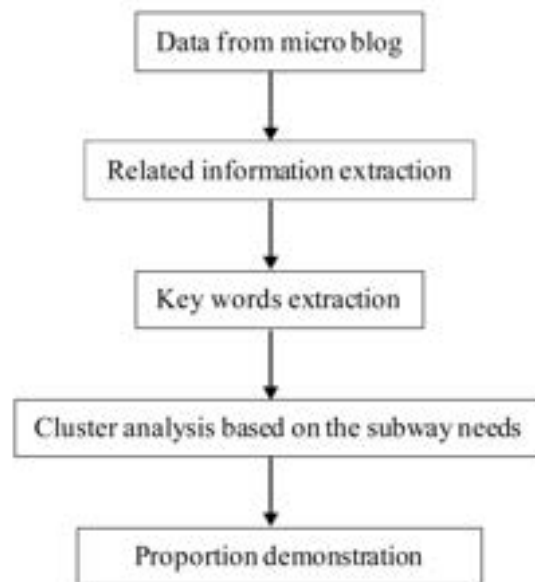 Data from micro blog
Related information extraction
Key words extraction
Cluster analysis based on the subway needs
Proportion demonstration